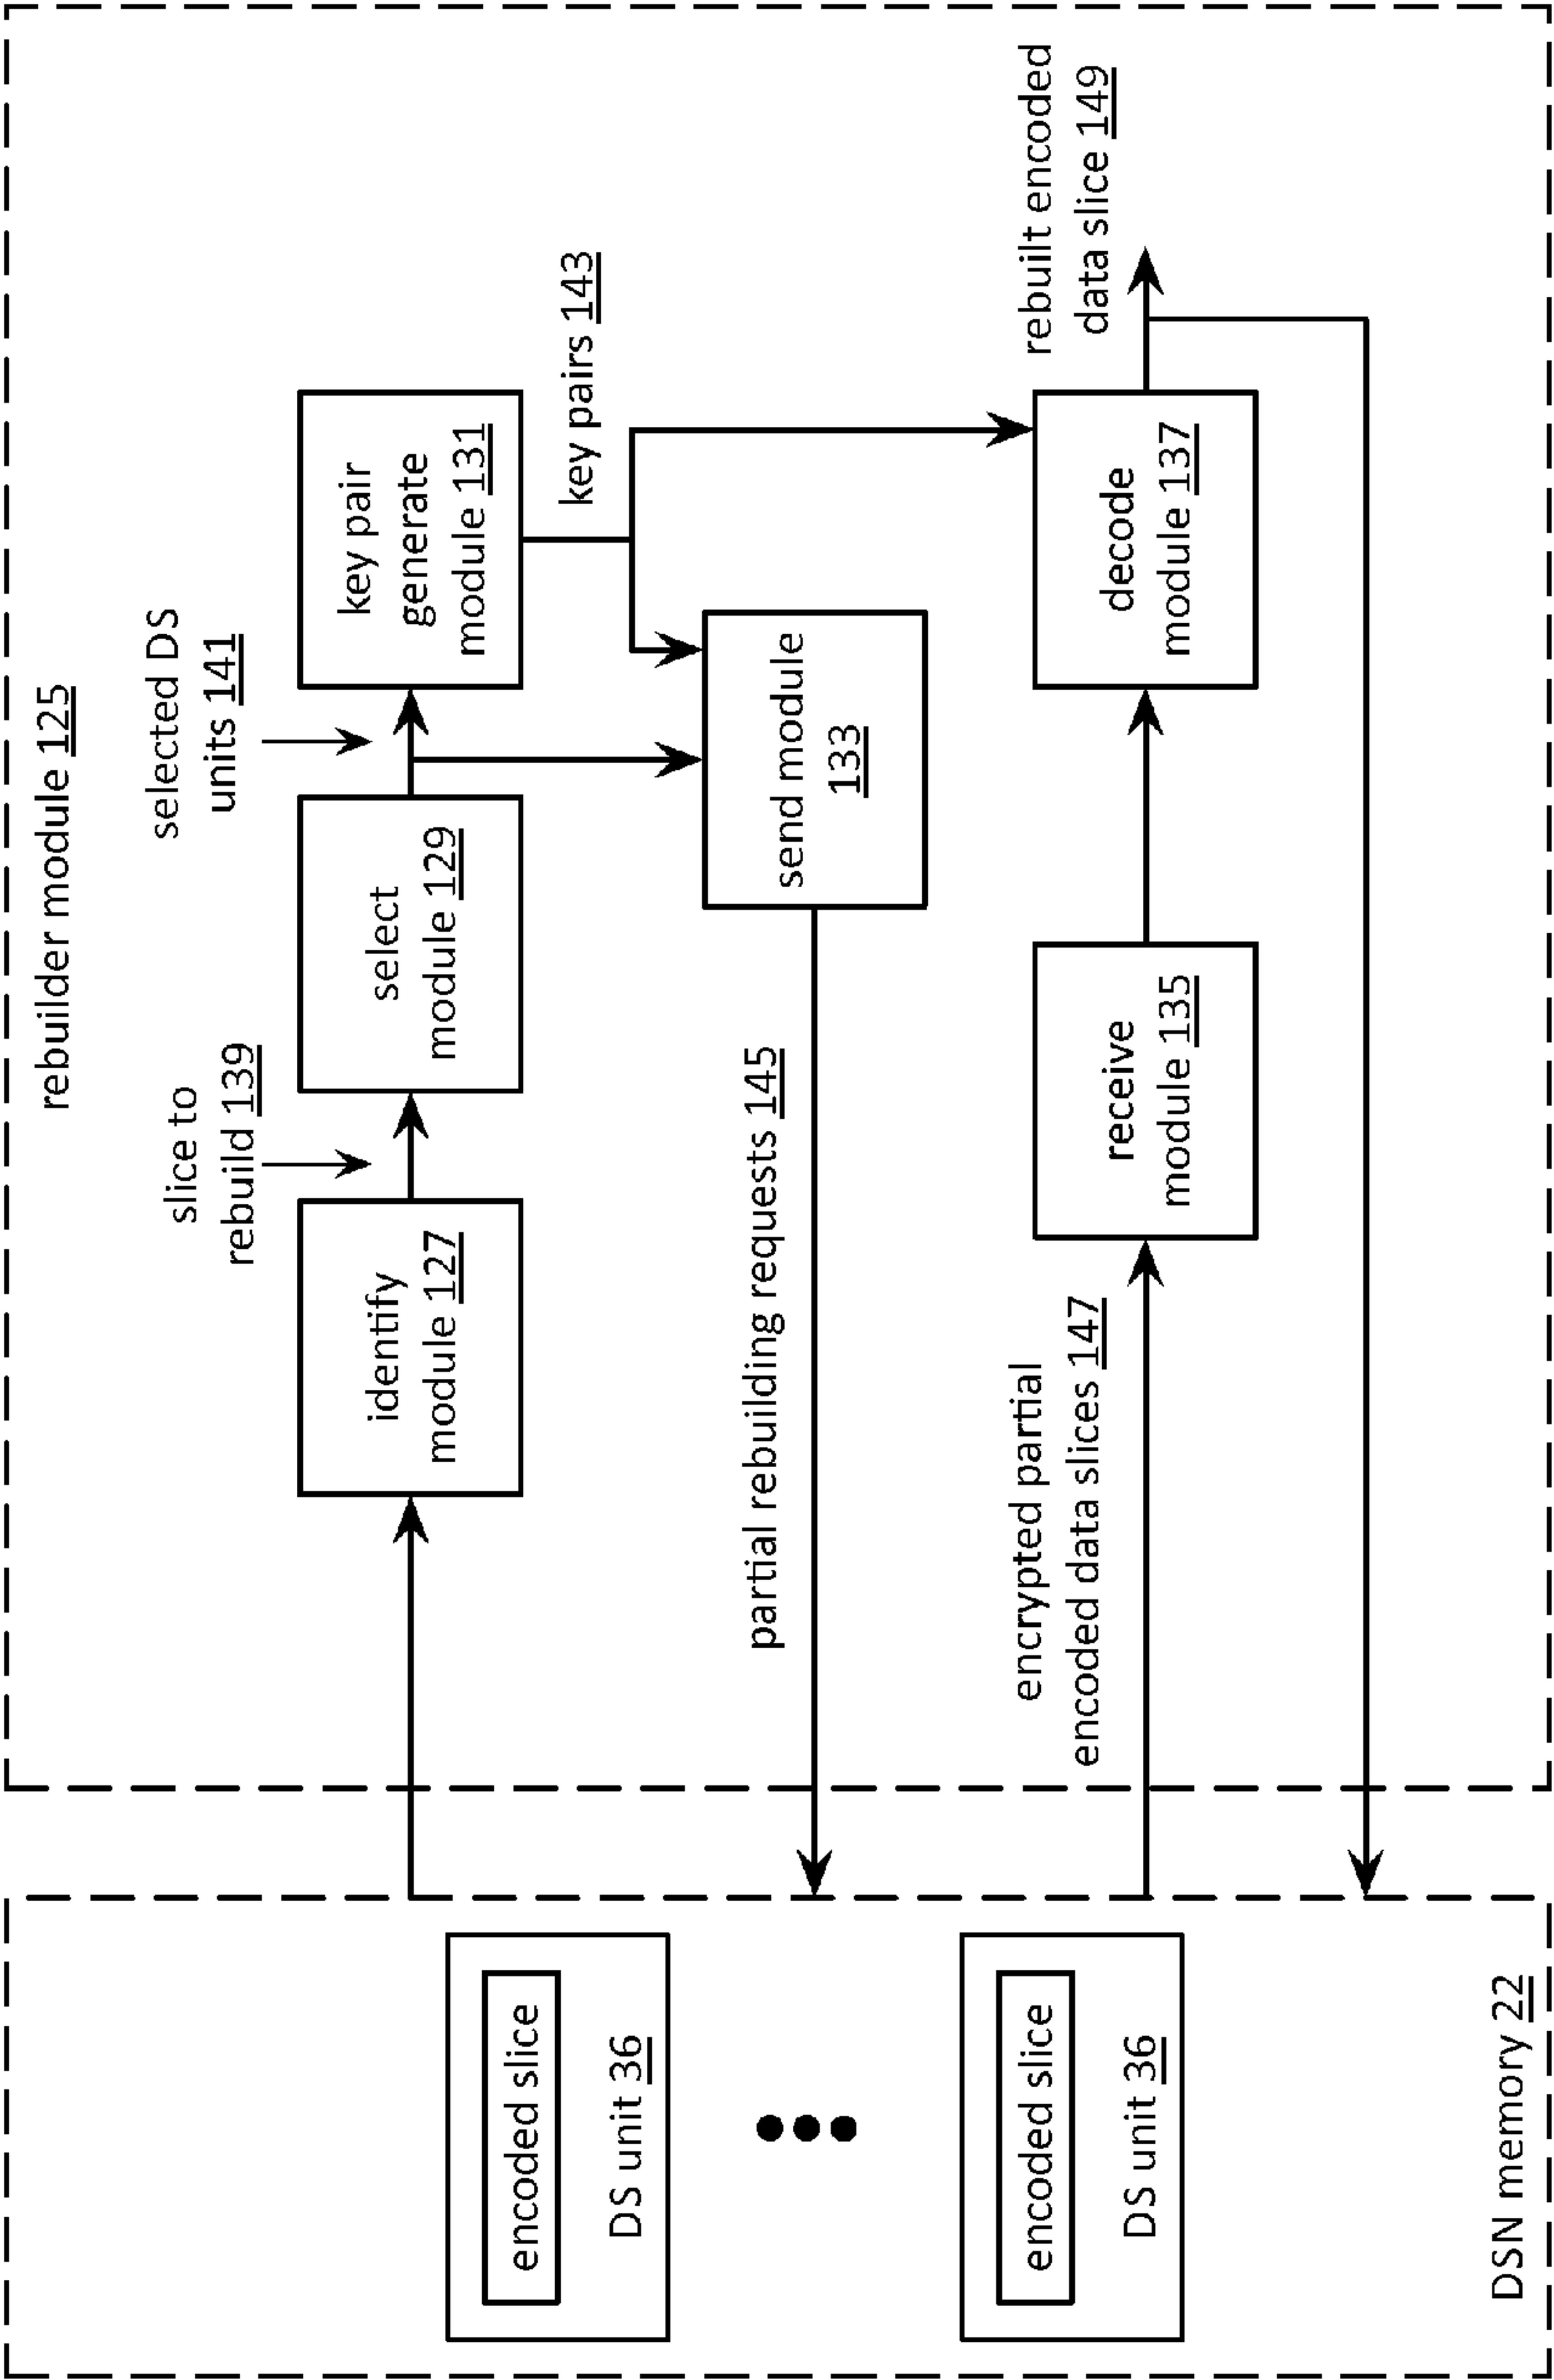 rebuilder module 125
slice to
rebuild 139
selected DS
units 141
identify
module 127
select
module 129
key pair
generate
module 131
key pairs 143
send module
133
partial rebuilding requests 145
encrypted partial
encoded data slices 147
receive
module 135
decode
module 137
rebuilt encoded
data slice 149
encoded slice
DS unit 36
encoded slice
DS unit 36
DSN memory 22